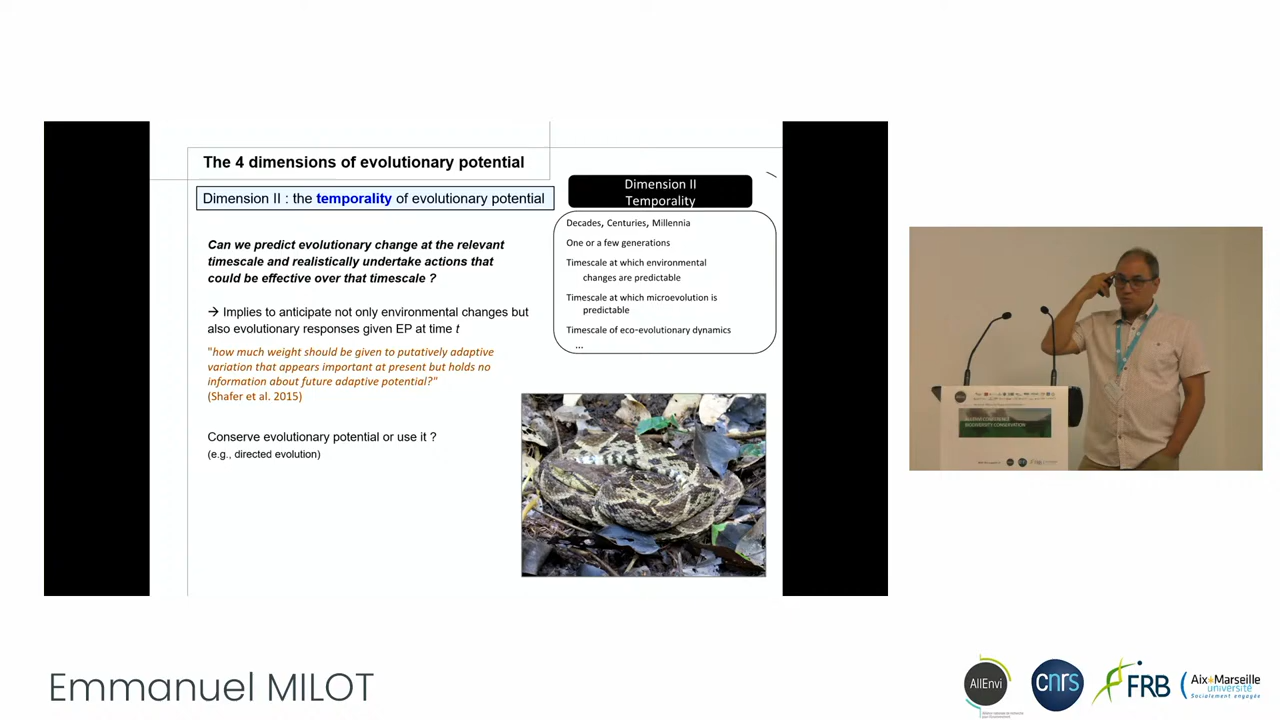 The 4 dimensions of evolutionary potential
Dimension II : the temporality of evolutionary potential
Can we predict evolutionary change at the relevant
timescale and realistically undertake actions that
could be effective over that timescale ?
→ Implies to anticipate not only environmental changes but
also evolutionary responses given EP at time t
"how much weight should be given to putatively adaptive
variation that appears important at present but holds no
information about future adaptive potential?"
(Shafer et al. 2015)
Conserve evolutionary potential or use it ?
(e.g., directed evolution)
Dimension II
Temporality
Decades, Centuries, Millennia
One or a few generations
Timescale at which environmental
changes are predictable
Timescale at which microevolution is
predictable
Timescale of eco-evolutionary dynamics
...
BIODIVERSITY CONSERVATION
Emmanuel MILOT
AllEnvi
cnrs
FRB
Aix*Marseille
université
Socialement engagée